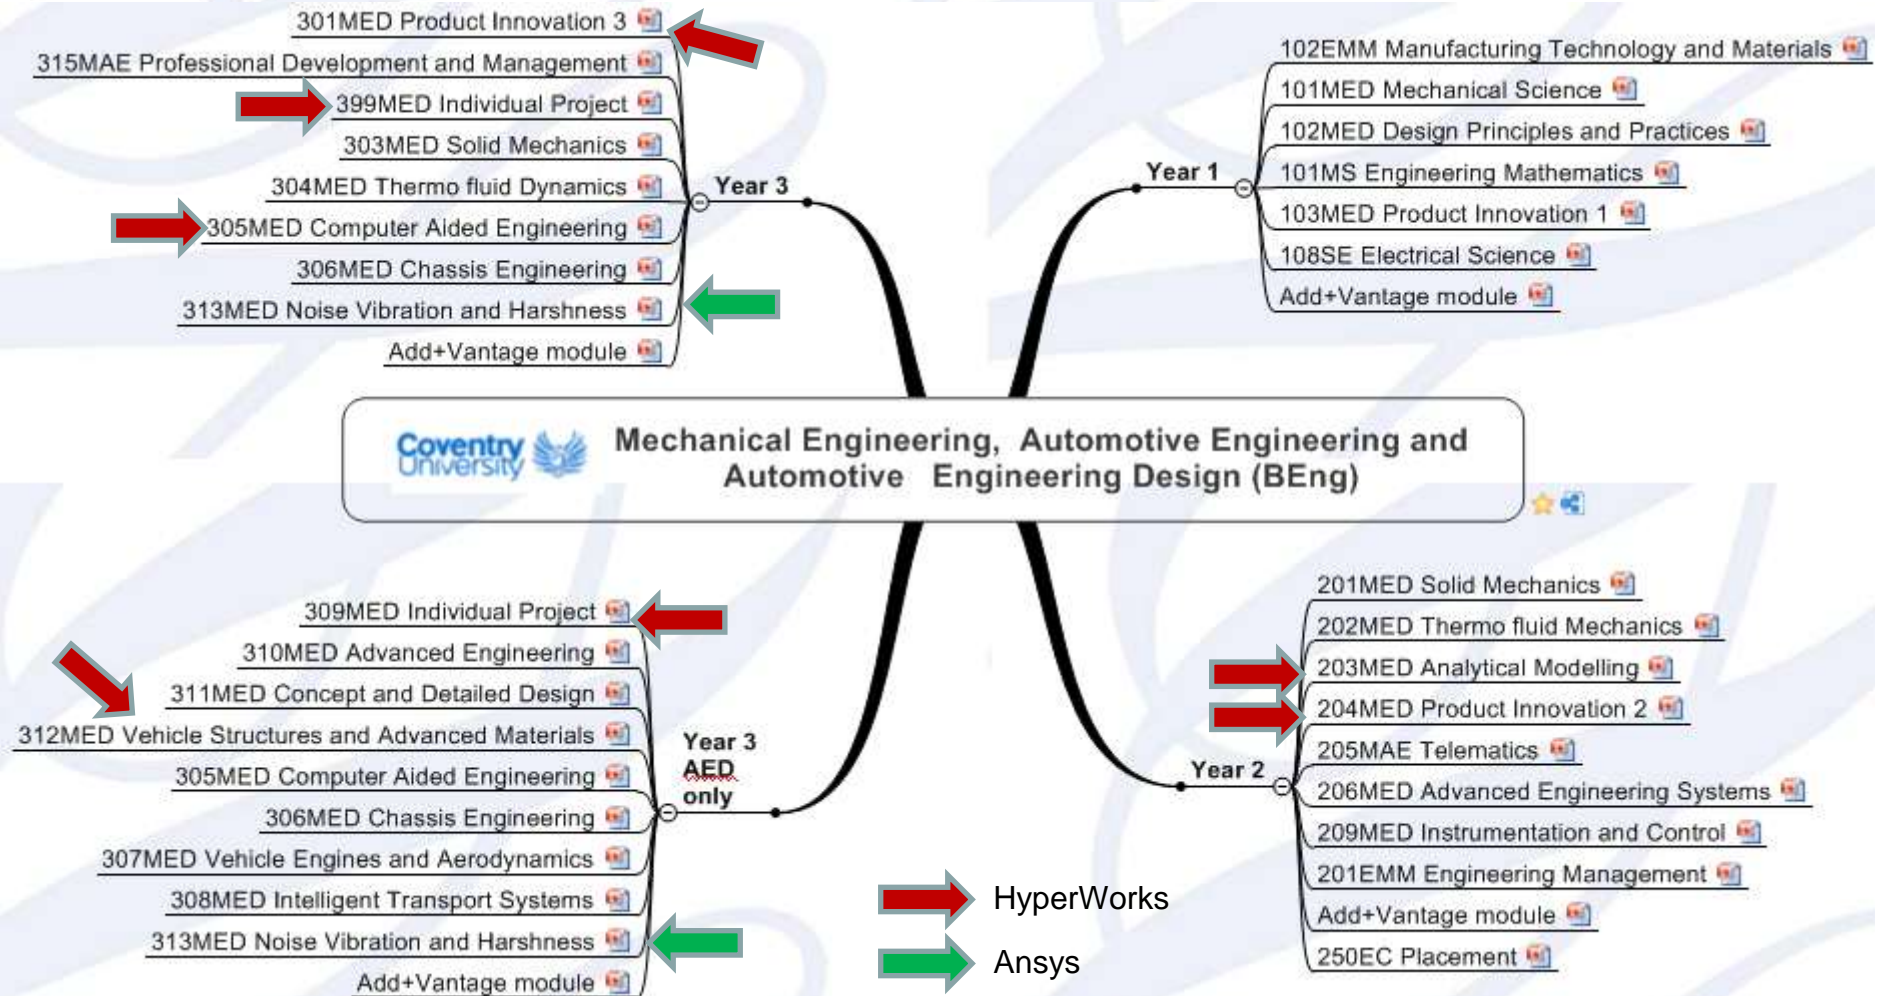 301MED Product Innovation 3
315MAE Professional Development and Management
399MED Individual Project
303MED Solid Mechanics
304MED Thermo fluid Dynamics
305MED Computer Aided Engineering
306MED Chassis Engineering
313MED Noise Vibration and Harshness
Add+Vantage module
Year 3
Year 1
102EMM Manufacturing Technology and Materials
101MED Mechanical Science
102MED Design Principles and Practices
101MS Engineering Mathematics
103MED Product Innovation 1
108SE Electrical Science
Add+Vantage module
Coventry
University
Mechanical Engineering, Automotive Engineering and
Automotive Engineering Design (BEng)
309MED Individual Project
310MED Advanced Engineering
311MED Concept and Detailed Design
312MED Vehicle Structures and Advanced Materials
305MED Computer Aided Engineering
306MED Chassis Engineering
307MED Vehicle Engines and Aerodynamics
308MED Intelligent Transport Systems
313MED Noise Vibration and Harshness
Add+Vantage module
Year 3
AED
only
HyperWorks
Ansys
Year 2
201MED Solid Mechanics
202MED Thermo fluid Mechanics
203MED Analytical Modelling
204MED Product Innovation 2
205MAE Telematics
206MED Advanced Engineering Systems
209MED Instrumentation and Control
201EMM Engineering Management
Add+Vantage module
250EC Placement